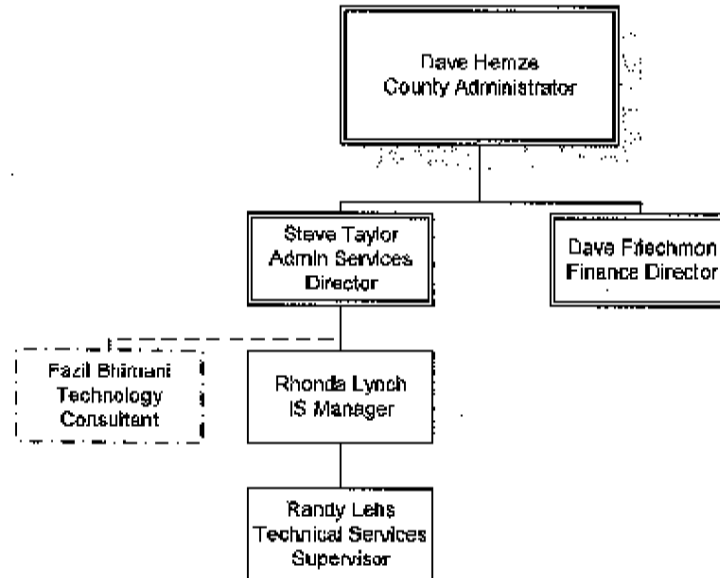 Dave Hemze
County Administrator
Steve Taylor
Admin Services
Director
Dave Friechmon
Finance Director
Fazil Bhimani
Technology
Consultant
Rhonda Lynch
IS Manager
Randy Lehs
Technical Services
Supervisor